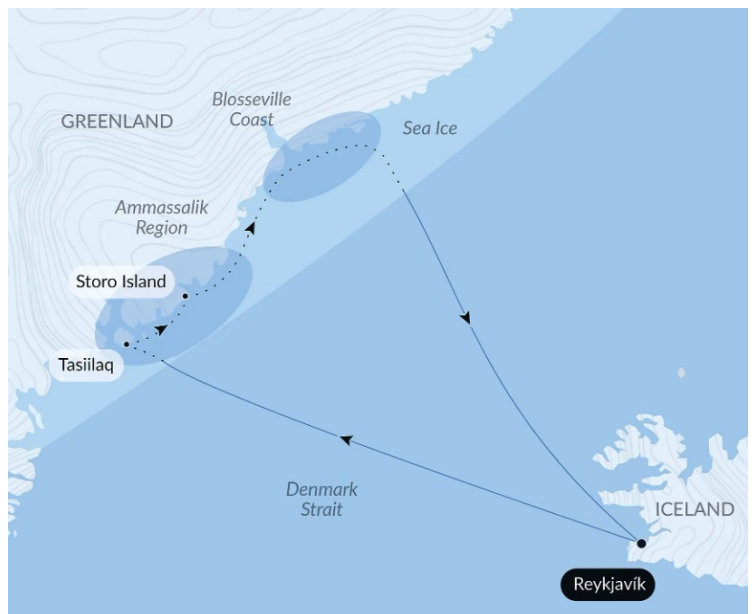 Blosseville
Coast
GREENLAND
Sea Ice
Ammassalik
Region
Storo Island
Tasiilaq
Denmark
Strait
ICELAND
Reykjavík